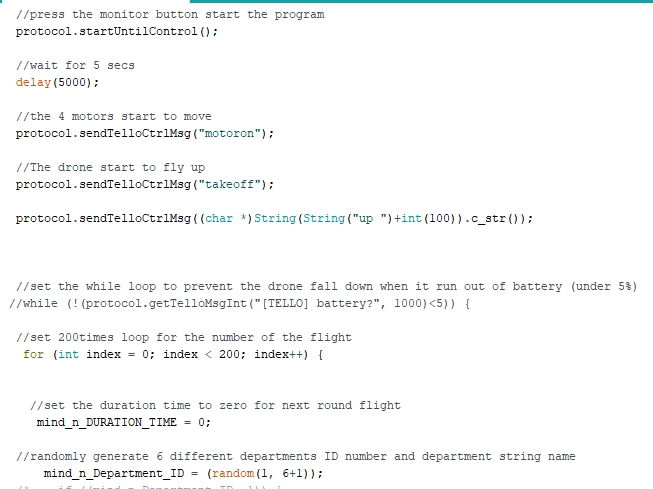 //press the monitor button start the program
protocol.startUntilControl();
//wait for 5 secs
delay(5000);
//the 4 motors start to move
protocol.sendTelloCtrlMsg("motoron");
//The drone start to fly up
protocol.sendTelloCtrlMsg("takeoff");
protocol.sendTelloCtrlMsg((char *)String(String("up ")+int(100)).c_str());
//set the while loop to prevent the drone fall down when it run out of battery (under 5%)
//while (!(protocol.getTelloMsgInt("[TELLO] battery?", 1000)<5)) {
//set 200times loop for the number of the flight
for (int index = 0; index < 200; index++) {
//set the duration time to zero for next round flight
mind_n_DURATION_TIME = 0;
//randomly generate 6 different departments ID number and department string name
mind_n_Department_ID = (random(1, 6+1));